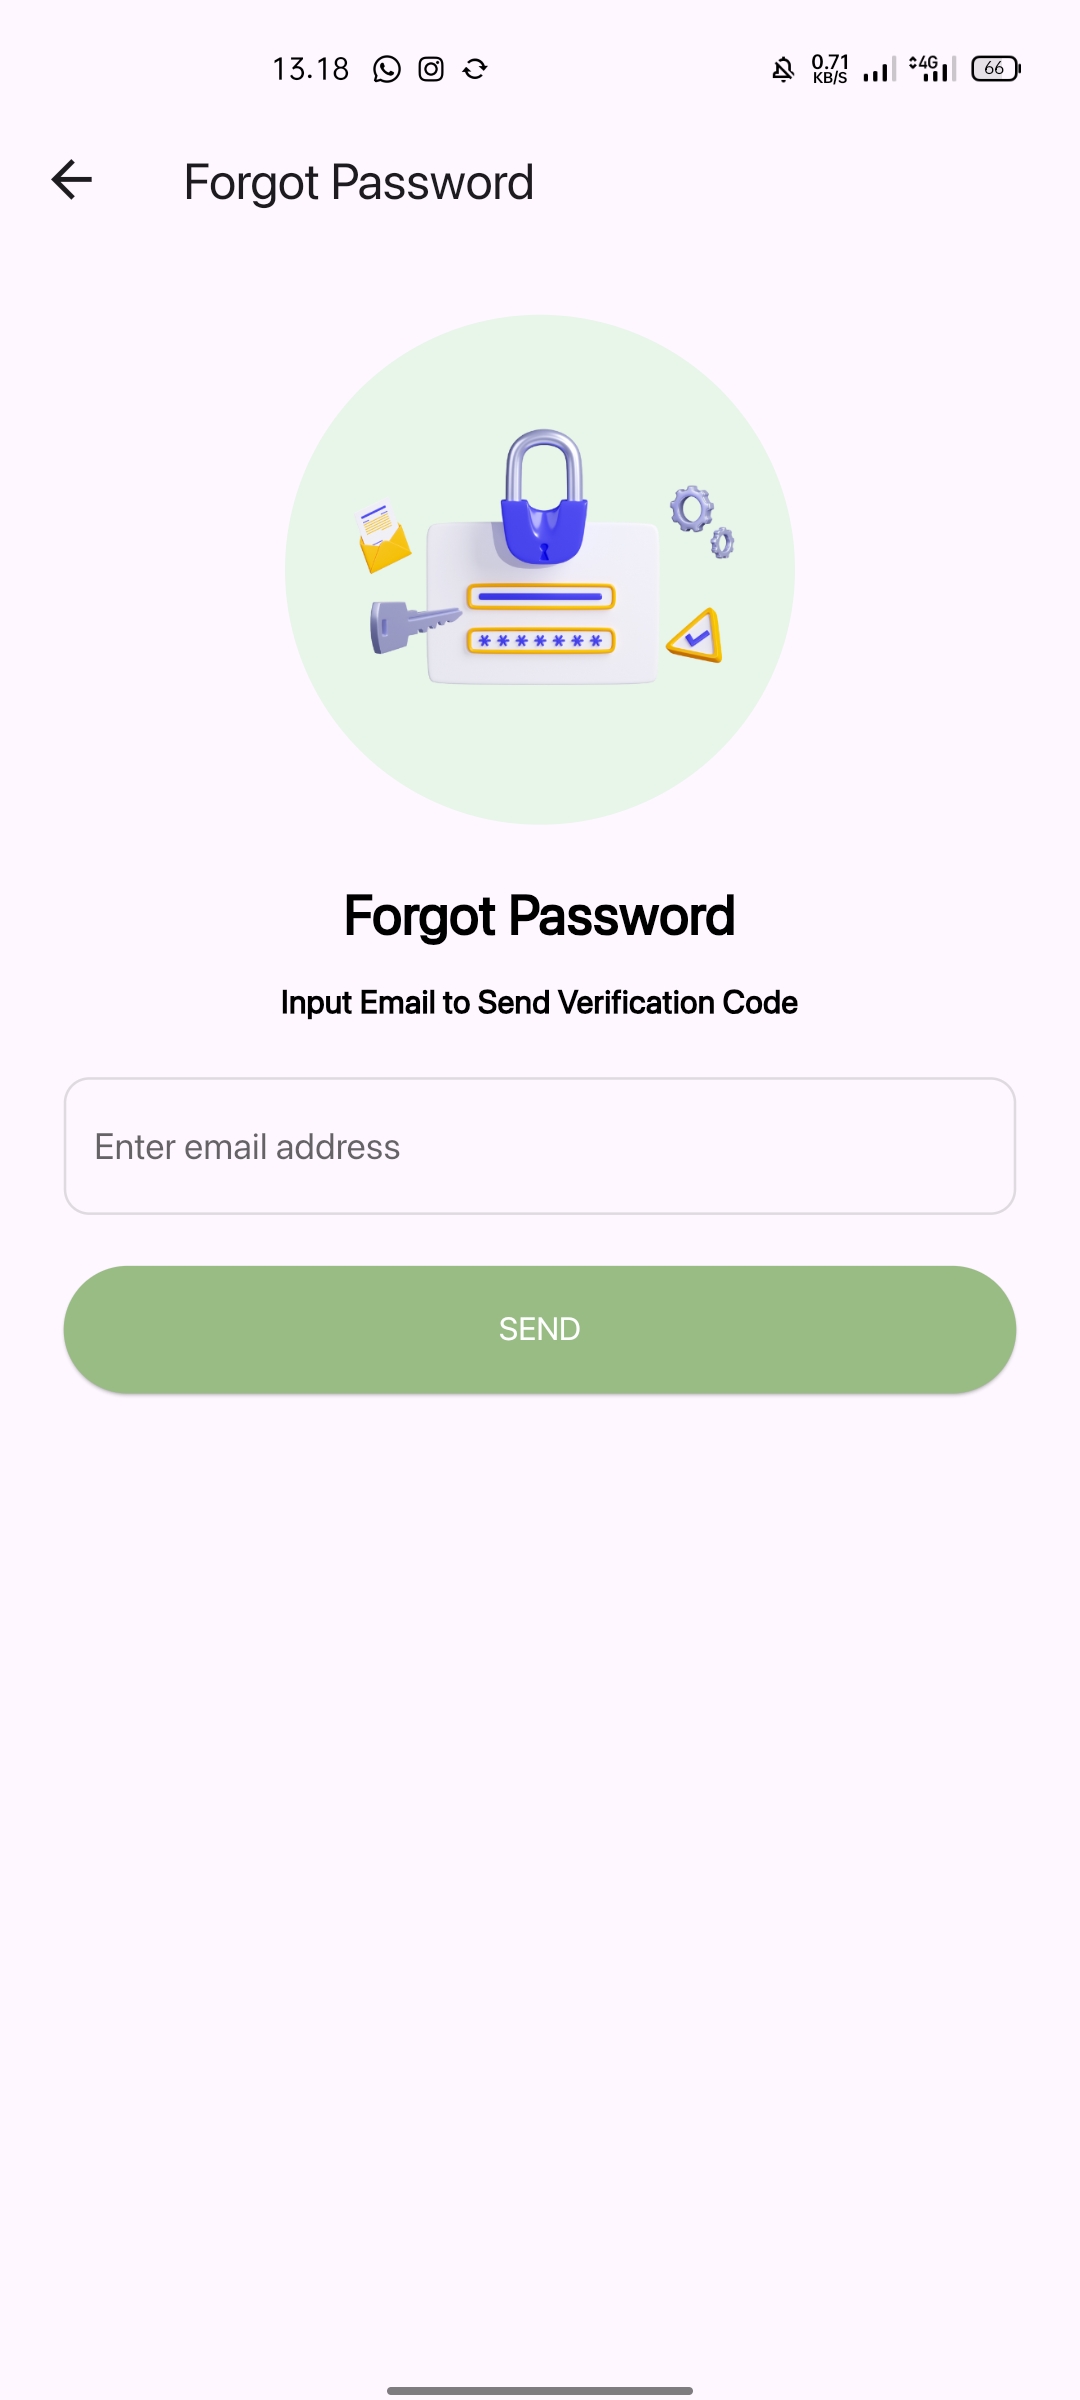 13.18
0.71
KB/S
4G
66
Forgot Password
*******
Forgot Password
Input Email to Send Verification Code
Enter email address
SEND